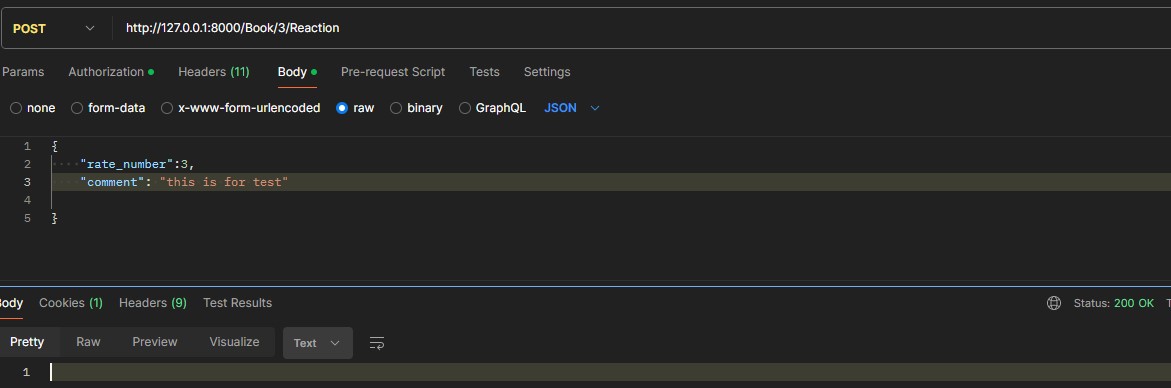 POST http://127.0.0.1:8000/Book/3/Reaction
Params Authorization Headers (11) Body Pre-request Script Tests Settings
none form-data x-www-form-urlencoded raw binary GraphQL JSON
1 {
2 "rate_number":3,
3 "comment": "this is for test"
4
5 }
Body Cookies (1) Headers (9) Test Results Status: 200 OK
Pretty Raw Preview Visualize Text
1